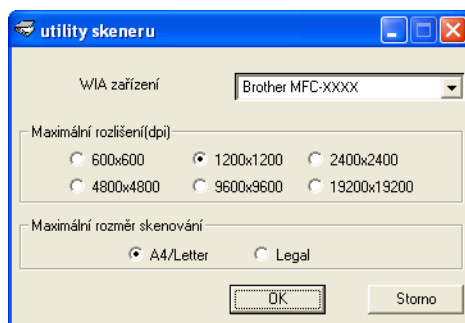 utility skeneru
WIA zařízení
Brother MFC-XXXX
Maximální rozlišení(dpi)
600x600 1200x1200 2400x2400
4800x4800 9600x9600 19200x19200
Maximální rozměr skenování
A4/Letter Legal
OK Storno